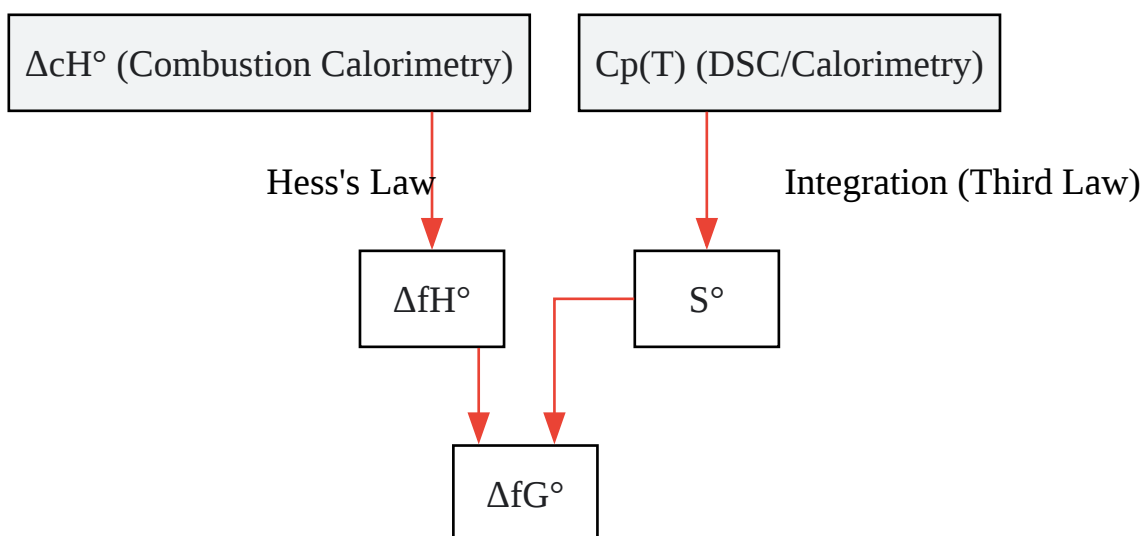 ΔcH° (Combustion Calorimetry)
Cp(T) (DSC/Calorimetry)
Hess's Law
Integration (Third Law)
ΔfH°
S°
ΔfG°